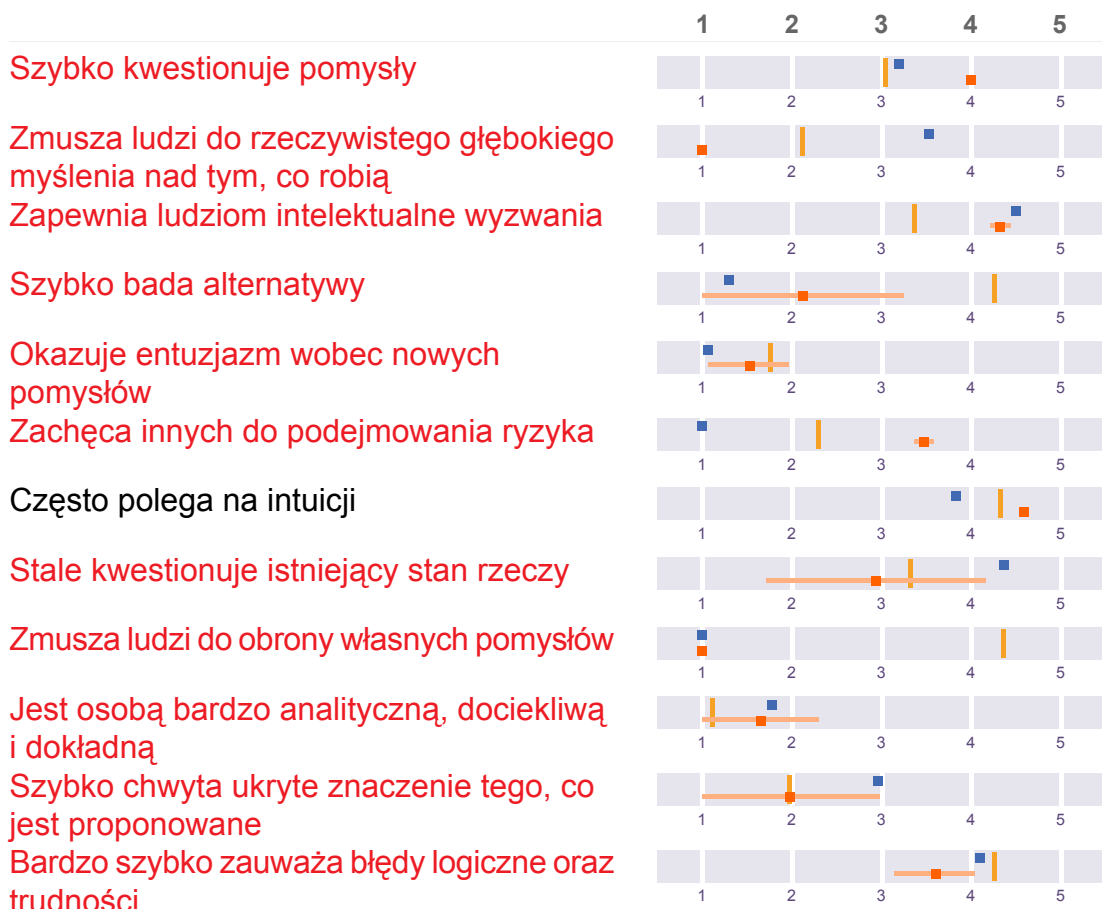 1 2 3 4 5
Szybko kwestionuje pomysły
1 2 3 4 5
Zmusza ludzi do rzeczywistego głębokiego
myślenia nad tym, co robią
1 2 3 4 5
Zapewnia ludziom intelektualne wyzwania
1 2 3 4 5
Szybko bada alternatywy
1 2 3 4 5
Okazuje entuzjazm wobec nowych
pomysłów
1 2 3 4 5
Zachęca innych do podejmowania ryzyka
1 2 3 4 5
Często polega na intuicji
1 2 3 4 5
Stale kwestionuje istniejący stan rzeczy
1 2 3 4 5
Zmusza ludzi do obrony własnych pomysłów
1 2 3 4 5
Jest osobą bardzo analityczną, dociekliwą
i dokładną
1 2 3 4 5
Szybko chwyta ukryte znaczenie tego, co
jest proponowane
1 2 3 4 5
Bardzo szybko zauważa błędy logiczne oraz
trudności
1 2 3 4 5